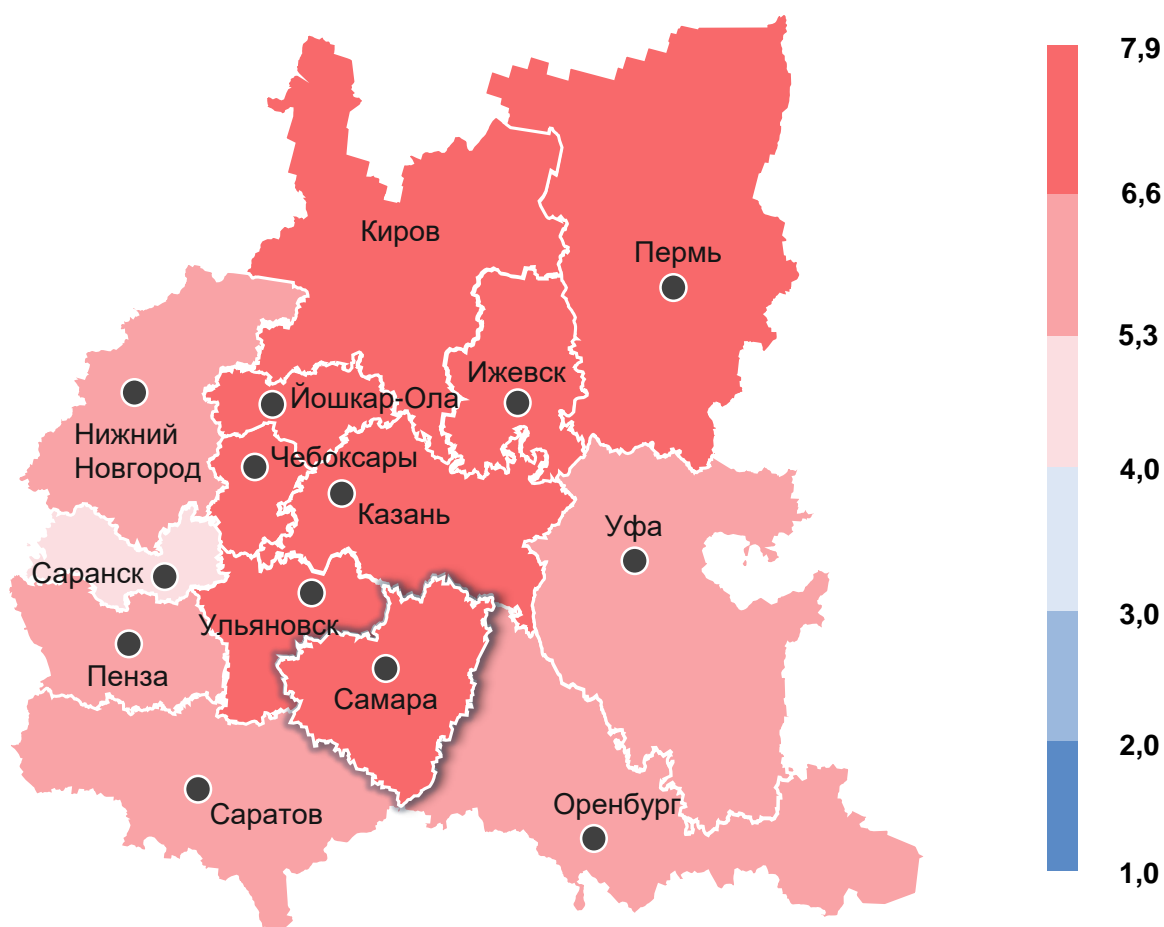 7,9
6,6
Киров
Пермь
5,3
Ижевск
Йошкар-Ола
Нижний
Новгород
Чебоксары
4,0
Казань
Уфа
Саранск
3,0
Ульяновск
Пенза
Самара
2,0
Оренбург
Саратов
1,0